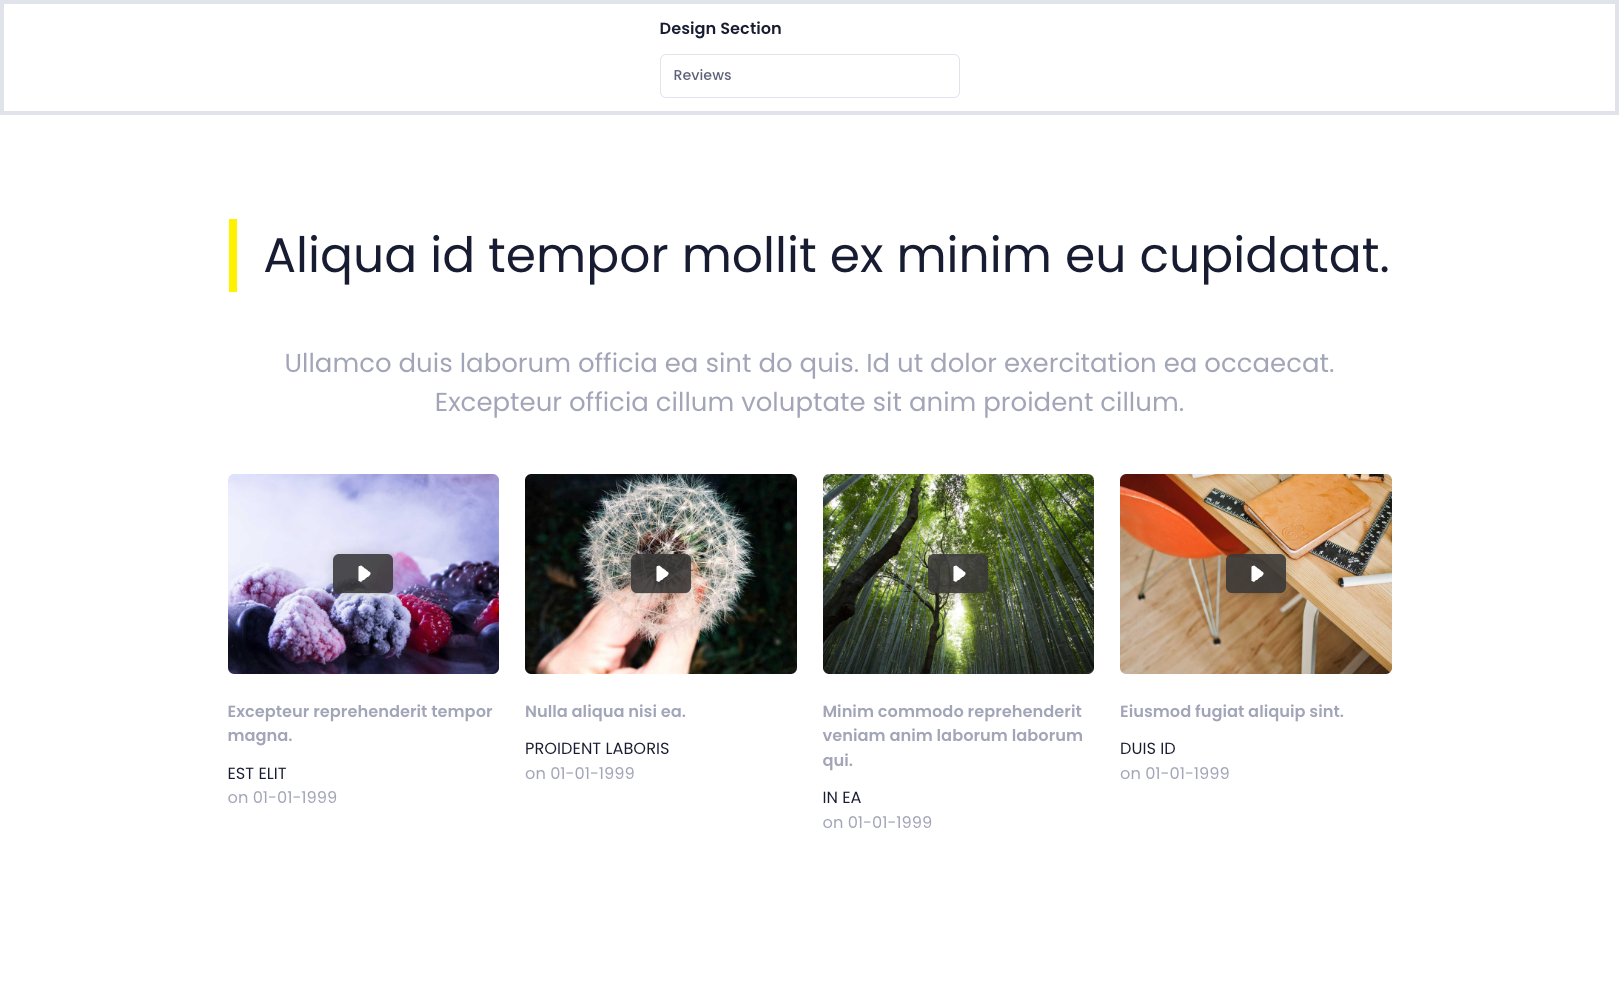 Design Section
Reviews
Aliqua id tempor mollit ex minim eu cupidatat.
Ullamco duis laborum officia ea sint do quis. Id ut dolor exercitation ea occaecat.
Excepteur officia cillum voluptate sit anim proident cillum.
Excepteur reprehenderit tempor
magna.
EST ELIT
on 01-01-1999
Nulla aliqua nisi ea.
PROIDENT LABORIS
on 01-01-1999
Minim commodo reprehenderit
veniam anim laborum laborum
qui.
IN EA
on 01-01-1999
Eiusmod fugiat aliquip sint.
DUIS ID
on 01-01-1999